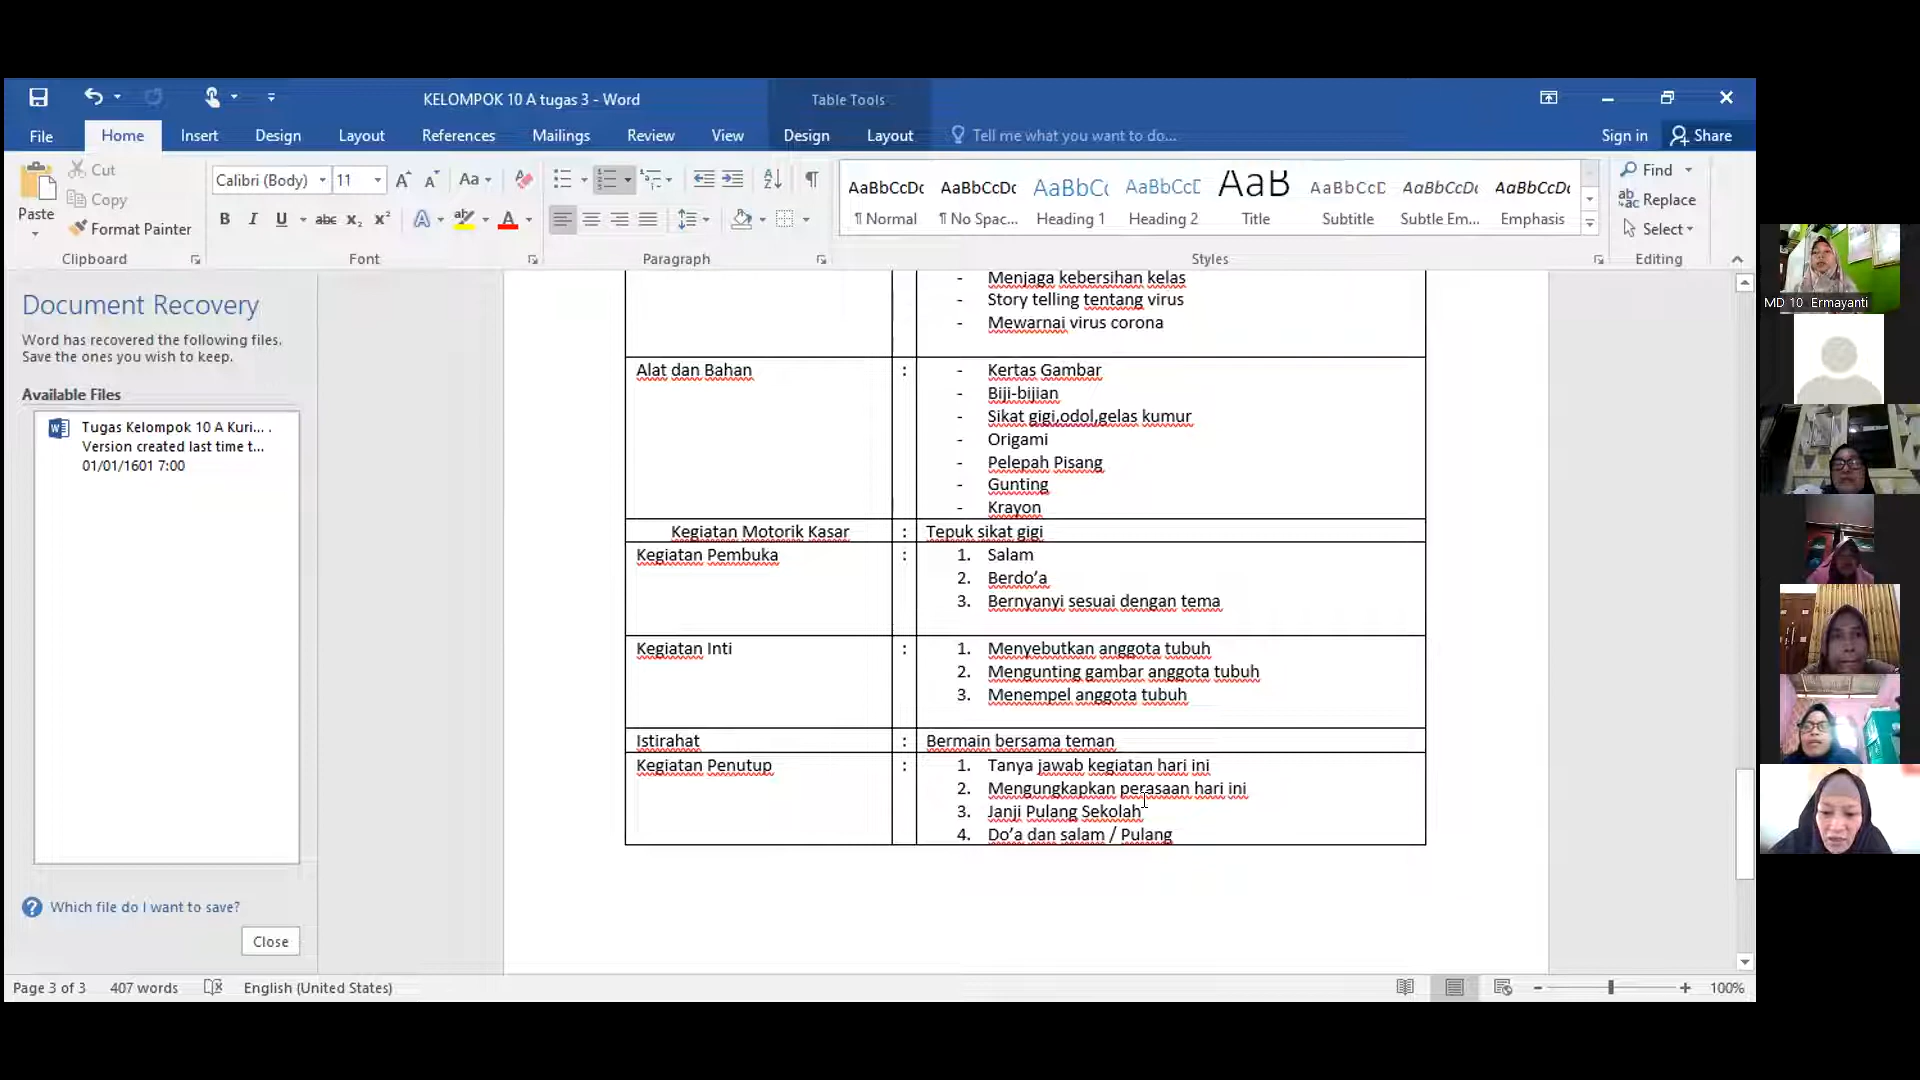 KELOMPOK 10 A tugas 3 - Word
Table Tools
File Home Insert Design Layout References Mailings Review View Design Layout Tell me what you want to do... Sign in Share
Cut
Copy
Paste
Format Painter
Clipboard
Calibri (Body) 11
Font
Paragraph
AaBbCcDc AaBbCcDc AaBbC AaBbCcD AaB AaBbCcD AaBbCcDc AaBbCcDc
¶ Normal ¶ No Spac... Heading 1 Heading 2 Title Subtitle Subtle Em... Emphasis
Styles
Find
Replace
Select
Editing
Document Recovery
Word has recovered the following files.
Save the ones you wish to keep.
Available Files
Tugas Kelompok 10 A Kuri... .
Version created last time t...
01/01/1601 7:00
Which file do I want to save?
Close
- Menjaga kebersihan kelas
- Story telling tentang virus
- Mewarnai virus corona
Alat dan Bahan : - Kertas Gambar
- Biji-bijian
- Sikat gigi,odol,gelas kumur
- Origami
- Pelepah Pisang
- Gunting
- Krayon
Kegiatan Motorik Kasar : Tepuk sikat gigi
Kegiatan Pembuka : 1. Salam
2. Berdo’a
3. Bernyanyi sesuai dengan tema
Kegiatan Inti : 1. Menyebutkan anggota tubuh
2. Mengunting gambar anggota tubuh
3. Menempel anggota tubuh
Istirahat : Bermain bersama teman
Kegiatan Penutup : 1. Tanya jawab kegiatan hari ini
2. Mengungkapkan perasaan hari ini
3. Janji Pulang Sekolah
4. Do’a dan salam / Pulang
Page 3 of 3 407 words English (United States) 100%
MD_10_Ermayanti